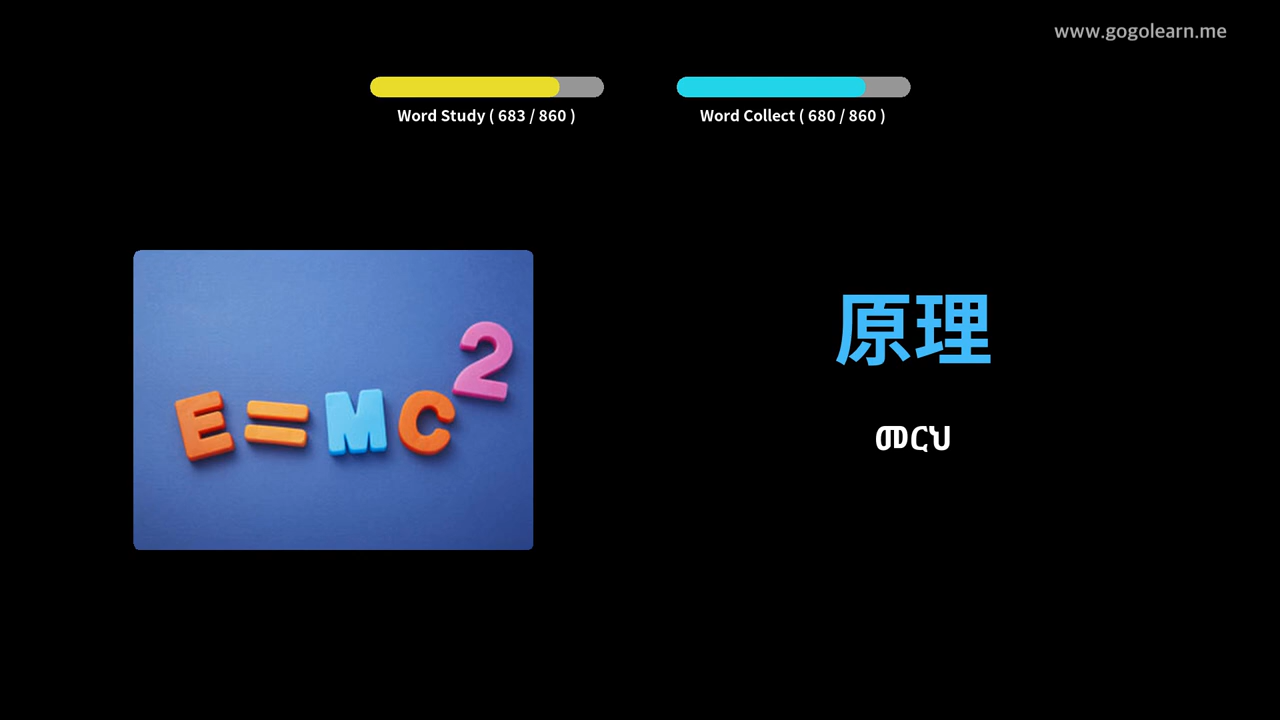 www.gogolearn.me
Word Study ( 683 / 860 )
Word Collect ( 680 / 860 )
E=MC²
原理
መርህ